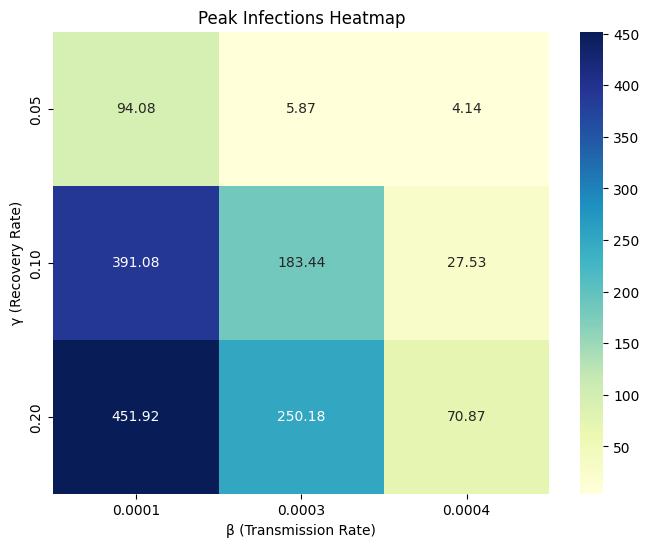 Peak Infections Heatmap
94.08 5.87 4.14
391.08 183.44 27.53
451.92 250.18 70.87
0.05
0.10
0.20
γ (Recovery Rate)
0.0001 0.0003 0.0004
β (Transmission Rate)
450
400
350
300
250
200
150
100
50